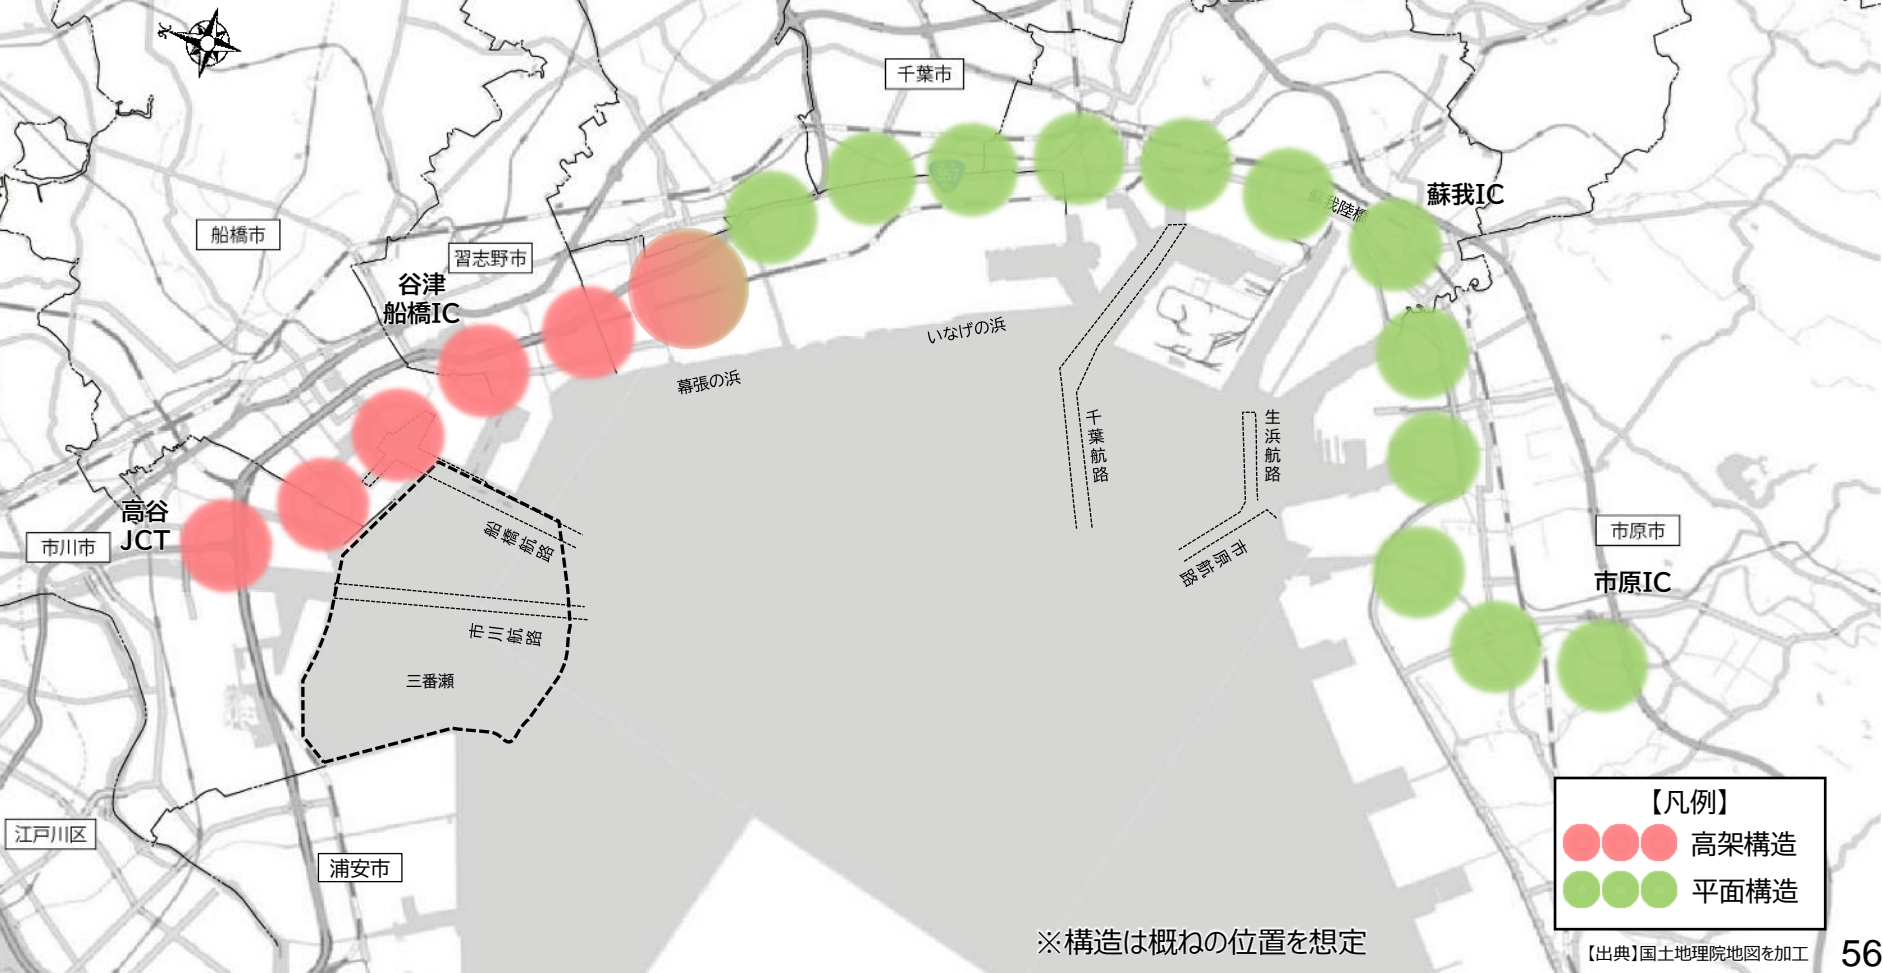 千葉市
蘇我IC
蘇我陸橋
船橋市
習志野市
谷津
船橋IC
いなげの浜
幕張の浜
千葉航路
生浜航路
高谷
JCT
市川市
船橋航路
市原航路
市原市
市原IC
市川航路
三番瀬
江戸川区
浦安市
【凡例】
高架構造
平面構造
※構造は概ねの位置を想定
【出典】国土地理院地図を加工
56